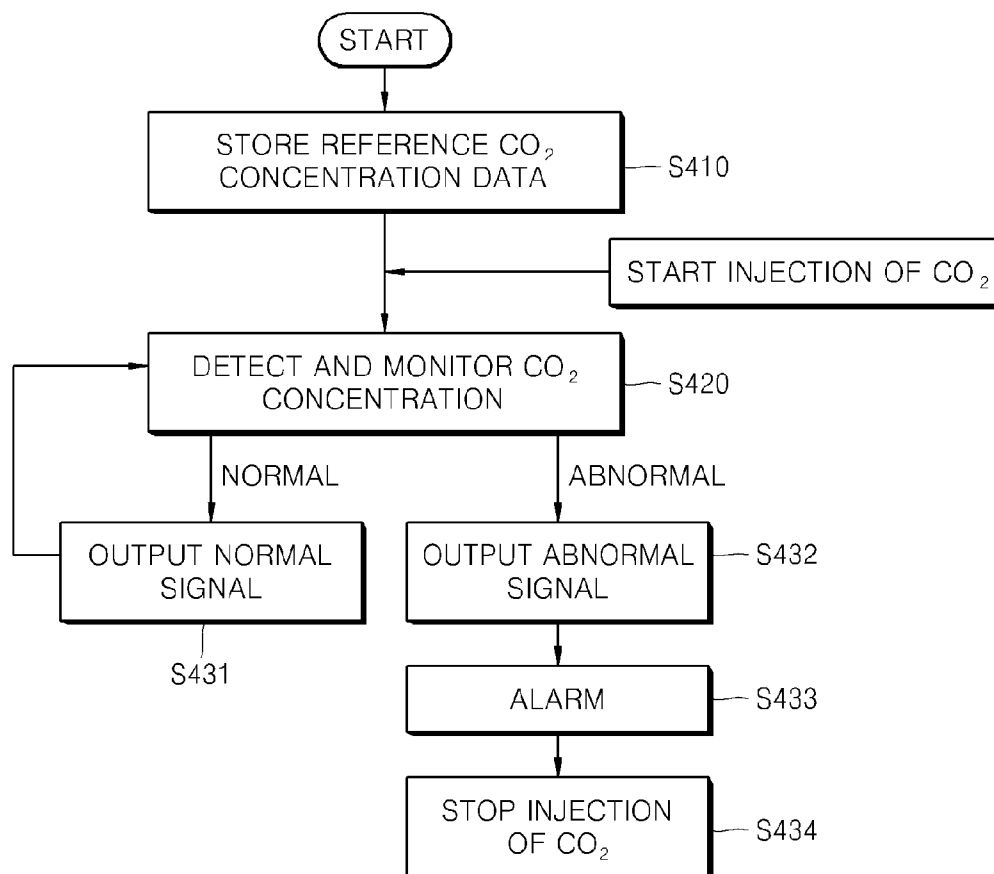 START
STORE REFERENCE CO₂
CONCENTRATION DATA
S410
START INJECTION OF CO₂
DETECT AND MONITOR CO₂
CONCENTRATION
S420
NORMAL
ABNORMAL
OUTPUT NORMAL
SIGNAL
S431
OUTPUT ABNORMAL
SIGNAL
S432
ALARM
S433
STOP INJECTION
OF CO₂
S434